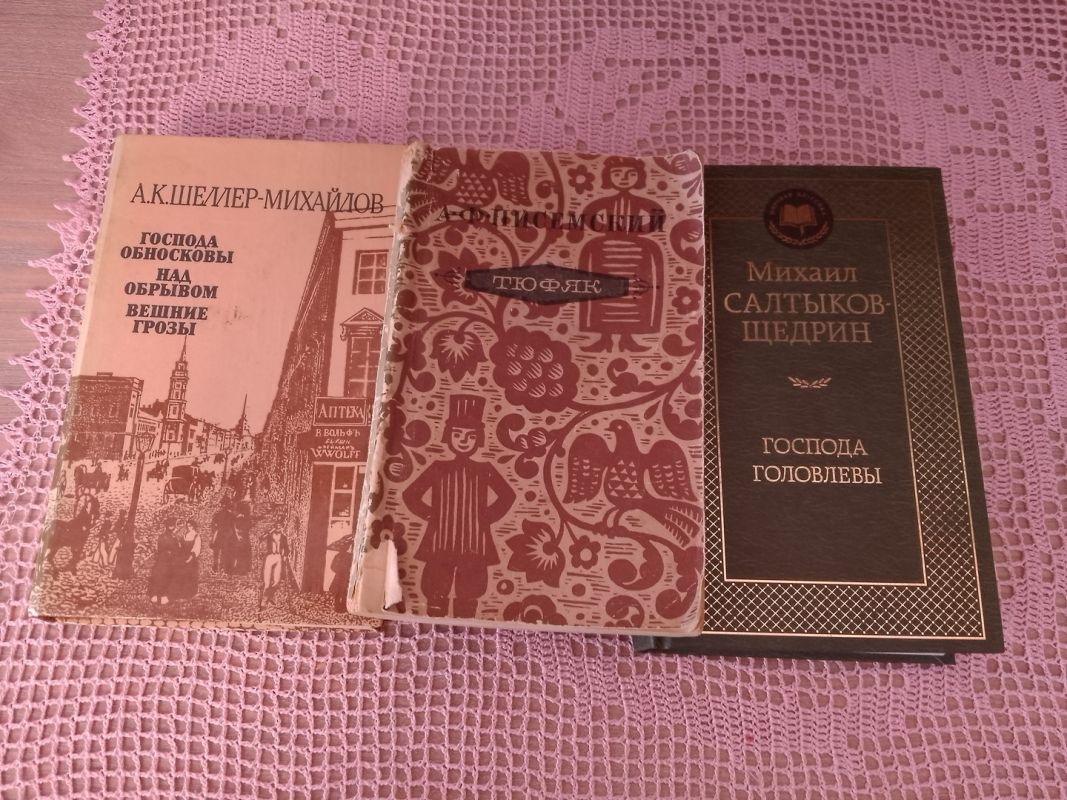 А.К.ШЕЛЛЕР-МИХАЙЛОВ
ГОСПОДА
ОБНОСКОВЫ
НАД
ОБРЫВОМ
ВЕШНИЕ
ГРОЗЫ
АПТЕКА
В ВОЛЬФЪ
W.WOLFF
А·Ф·ПИСЕМСКИЙ
ТЮФЯК
Михаил
САЛТЫКОВ-
ЩЕДРИН
ГОСПОДА
ГОЛОВЛЕВЫ